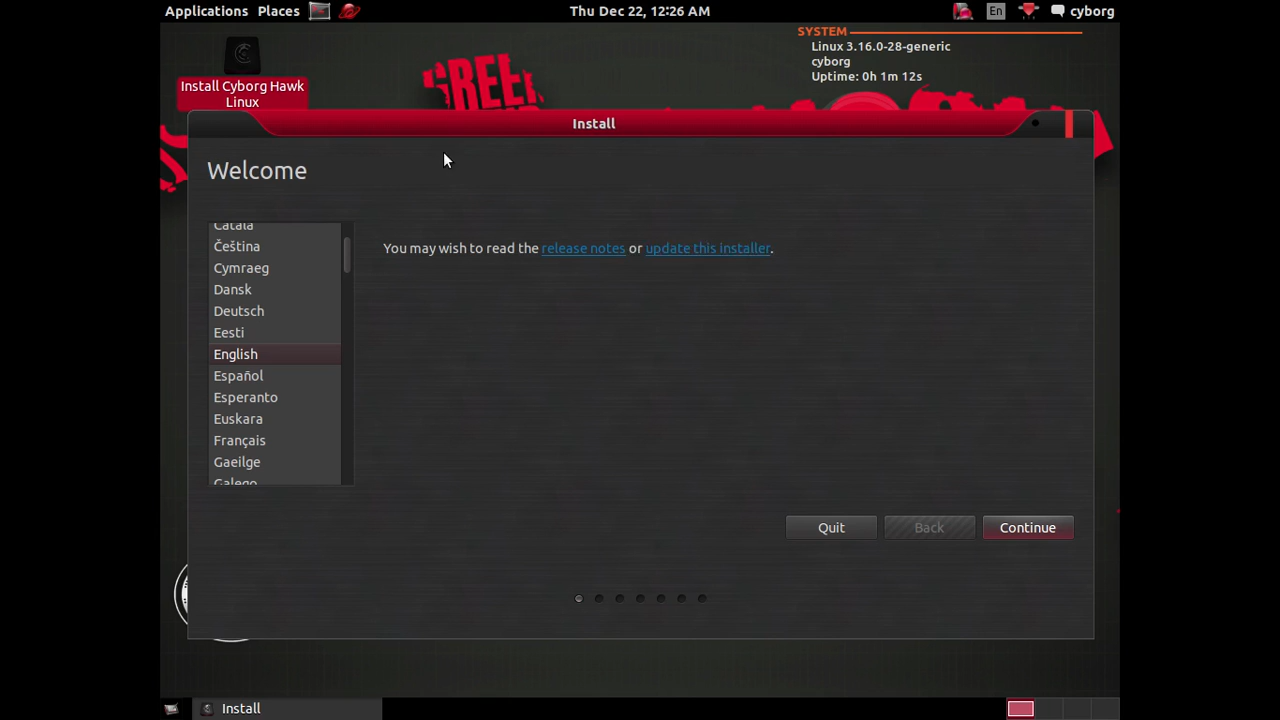 Applications Places Thu Dec 22, 12:26 AM En cyborg
SYSTEM
Linux 3.16.0-28-generic
cyborg
Uptime: 0h 1m 12s
Install Cyborg Hawk
Linux
Install
Welcome
Català
Čeština
Cymraeg
Dansk
Deutsch
Eesti
English
Español
Esperanto
Euskara
Français
Gaeilge
Galego
You may wish to read the release notes or update this installer.
Quit Back Continue
Install